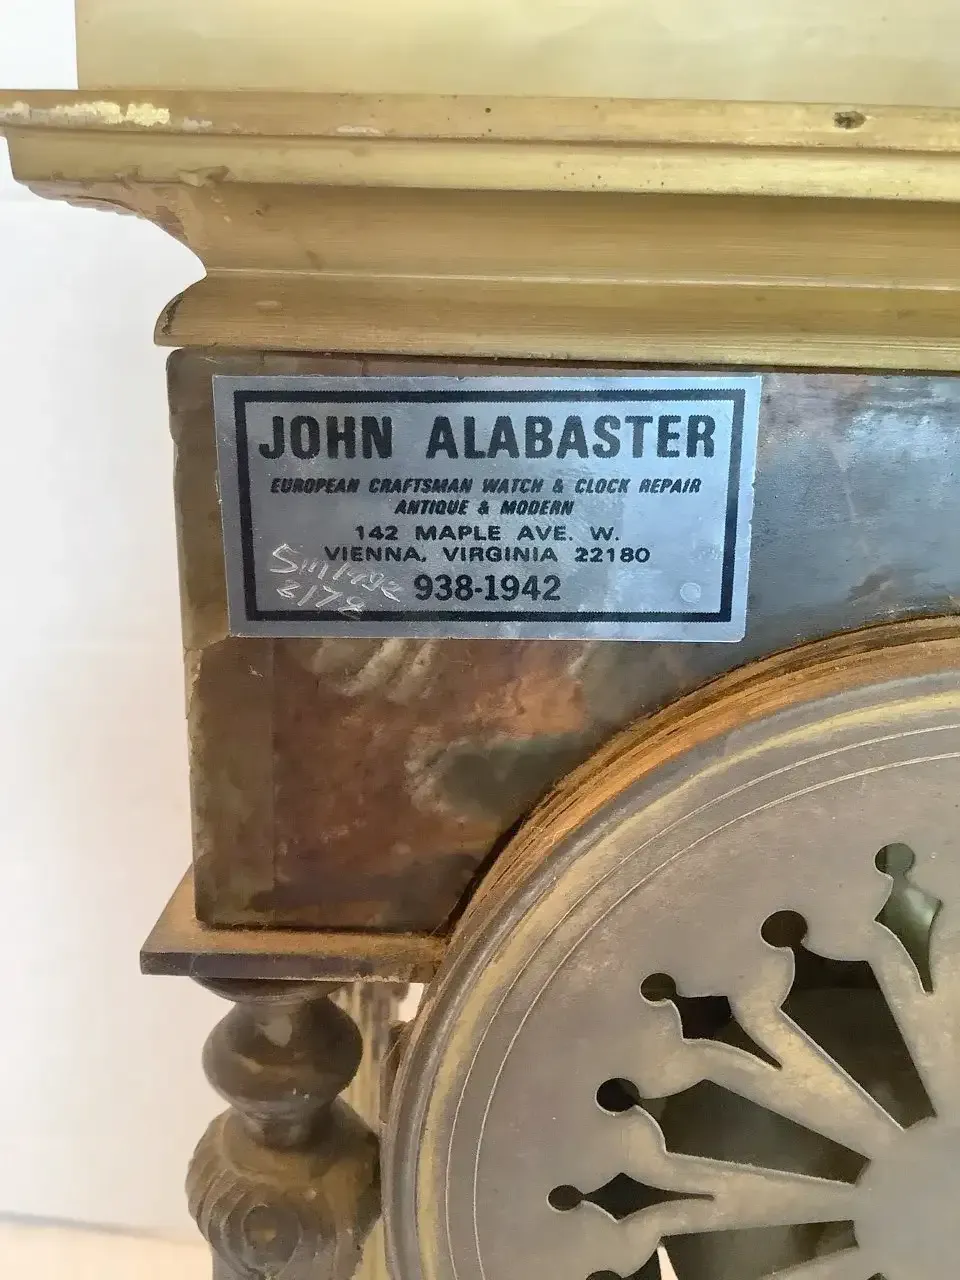 JOHN ALABASTER
EUROPEAN CRAFTSMAN WATCH & CLOCK REPAIR
ANTIQUE & MODERN
142 MAPLE AVE. W.
VIENNA, VIRGINIA 22180
938-1942